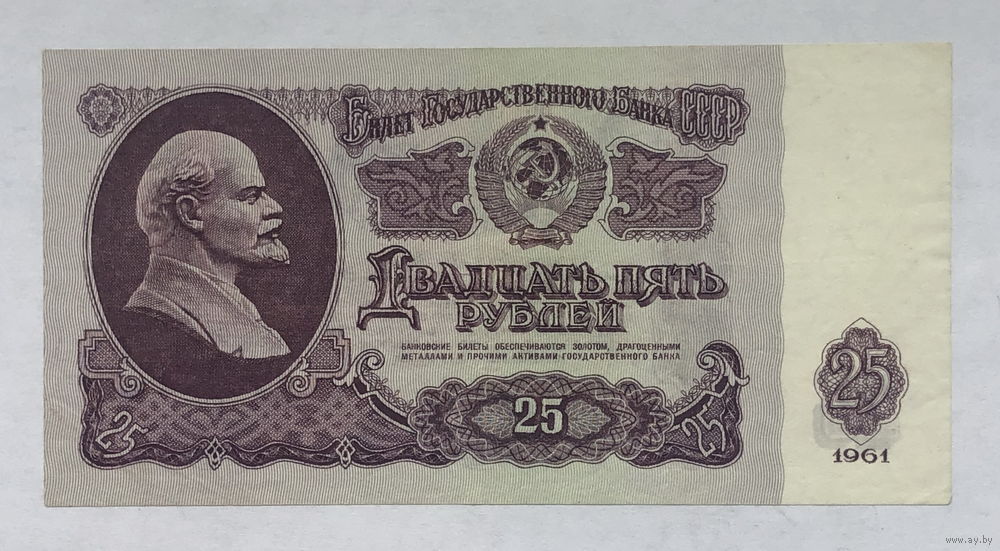 Билет Государственного Банка СССР
Двадцать пять
рублей
БАНКОВСКИЕ БИЛЕТЫ ОБЕСПЕЧИВАЮТСЯ ЗОЛОТОМ, ДРАГОЦЕННЫМИ
МЕТАЛЛАМИ И ПРОЧИМИ АКТИВАМИ ГОСУДАРСТВЕННОГО БАНКА
25
25
25
25
1961
www.ay.by